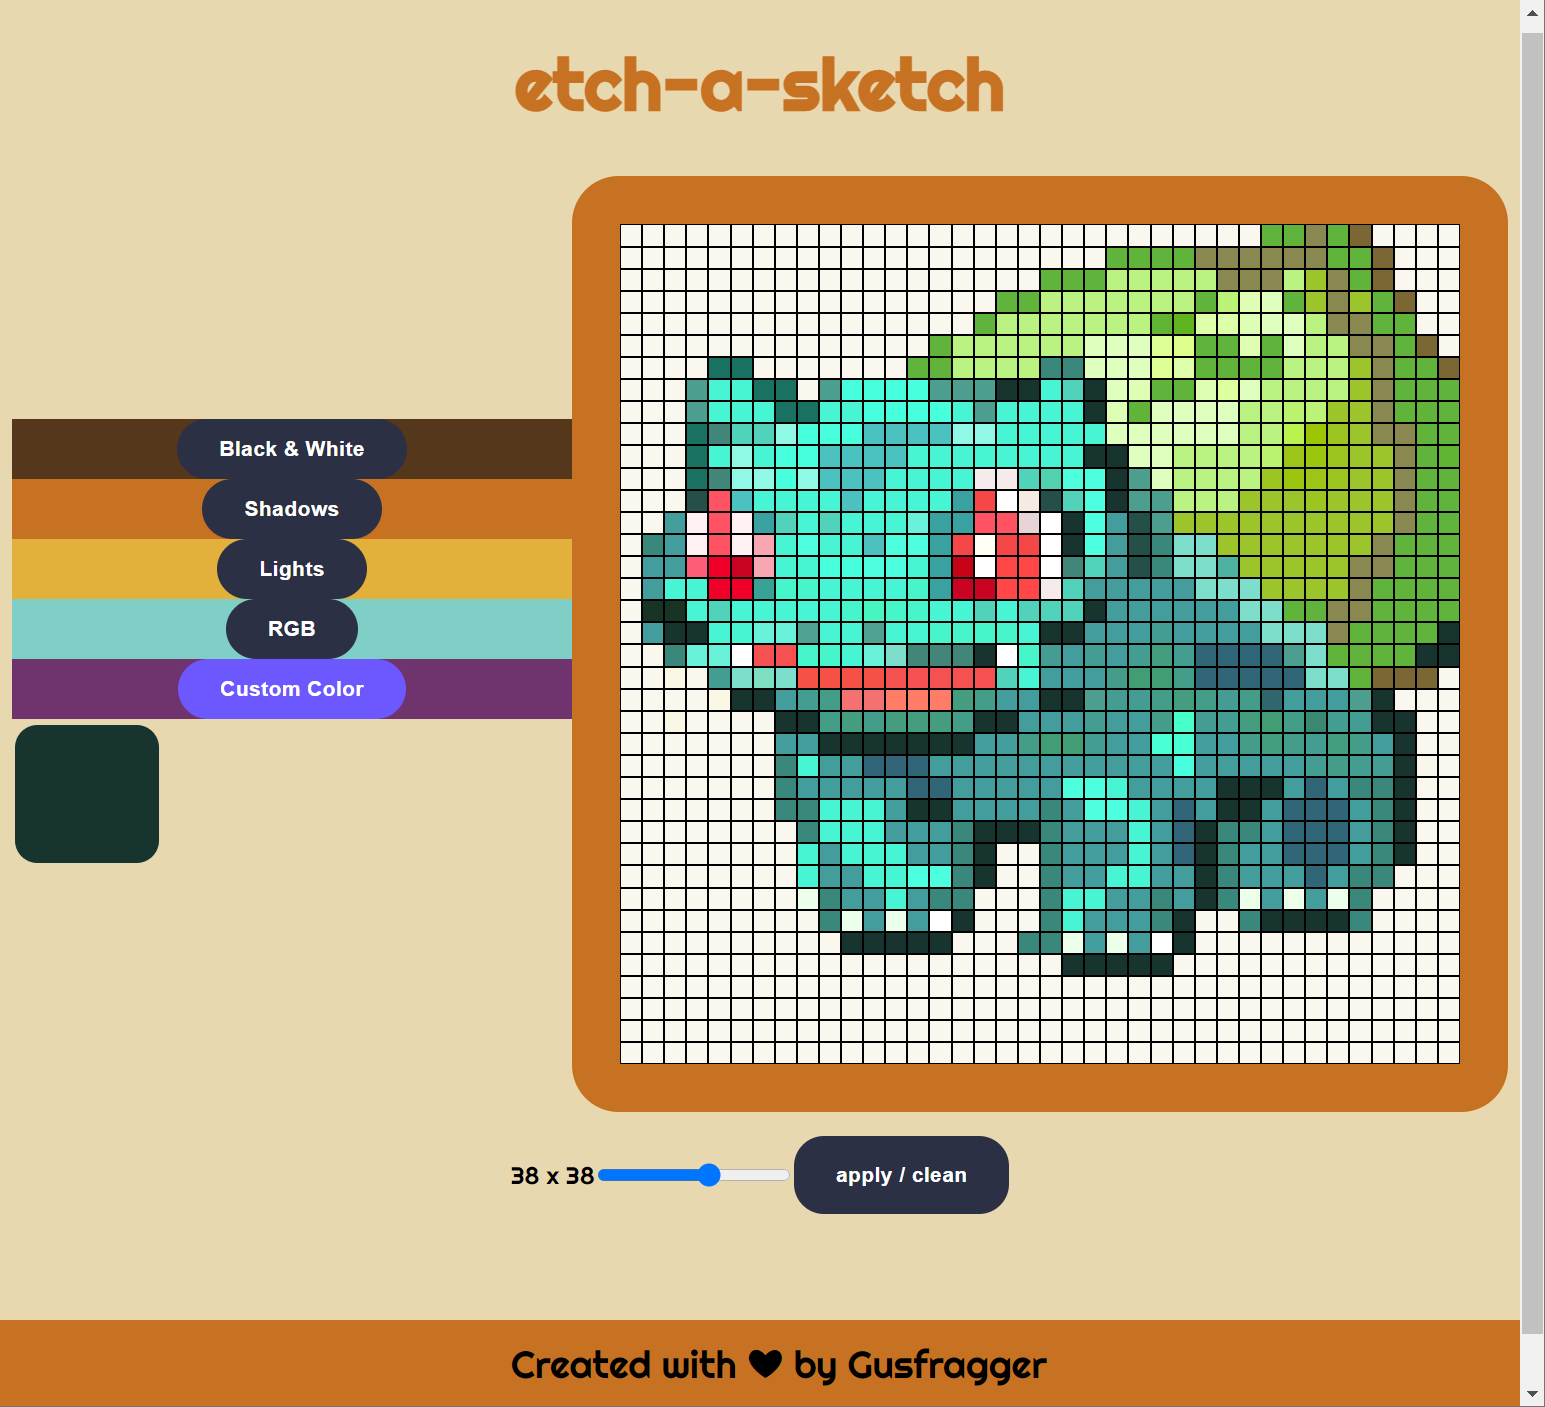 etch-a-sketch
Black & White
Shadows
Lights
RGB
Custom Color
38 x 38
apply / clean
Created with ♥ by Gusfragger